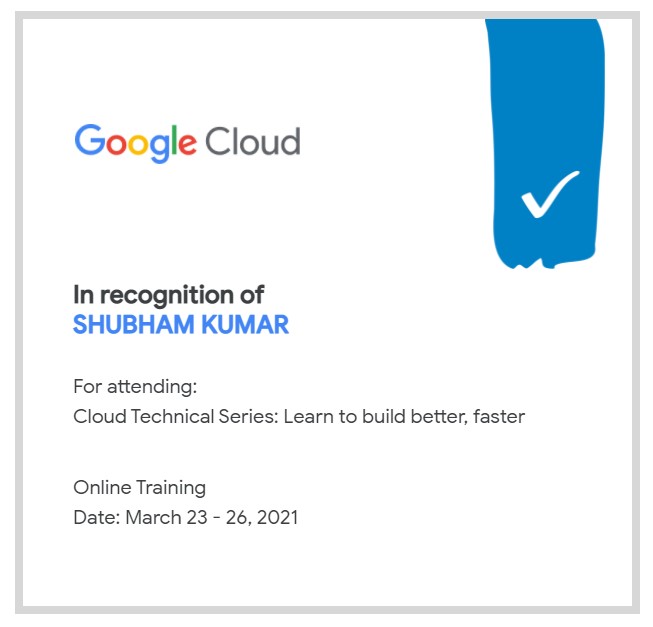 Google Cloud
In recognition of
SHUBHAM KUMAR
For attending:
Cloud Technical Series: Learn to build better, faster
Online Training
Date: March 23 - 26, 2021